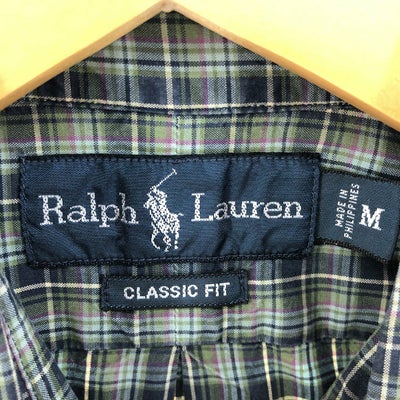 Ralph Lauren
MADE IN
PHILIPPINES
M
CLASSIC FIT